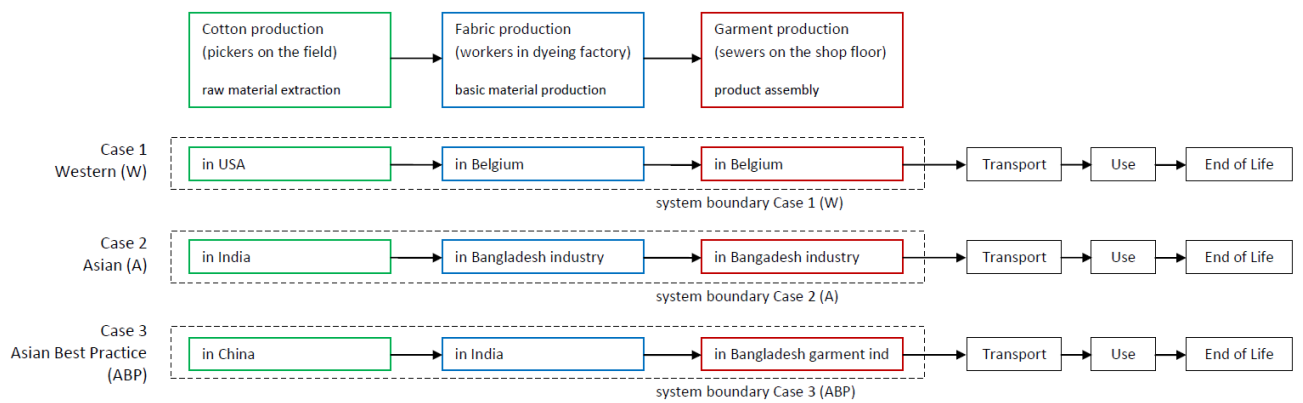 Cotton production
(pickers on the field)
raw material extraction
Fabric production
(workers in dyeing factory)
basic material production
Garment production
(sewers on the shop floor)
product assembly
Case 1
Western (W)
in USA
in Belgium
in Belgium
Transport
Use
End of Life
system boundary Case 1 (W)
Case 2
Asian (A)
in India
in Bangladesh industry
in Bangadesh industry
Transport
Use
End of Life
system boundary Case 2 (A)
Case 3
Asian Best Practice
(ABP)
in China
in India
in Bangladesh garment ind
Transport
Use
End of Life
system boundary Case 3 (ABP)